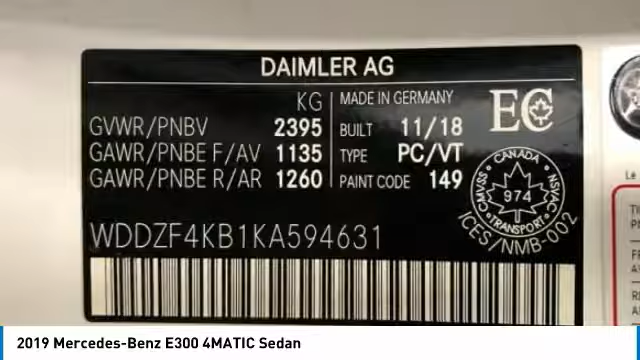 DAIMLER AG
KG
GVWR/PNBV 2395
GAWR/PNBE F/AV 1135
GAWR/PNBE R/AR 1260
MADE IN GERMANY
BUILT 11/18
TYPE PC/VT
PAINT CODE 149
EC
CANADA
CMVSS 974 NSVAC
TRANSPORT
ICES/NMB-002
WDDZF4KB1KA594631
Le
2019 Mercedes-Benz E300 4MATIC Sedan